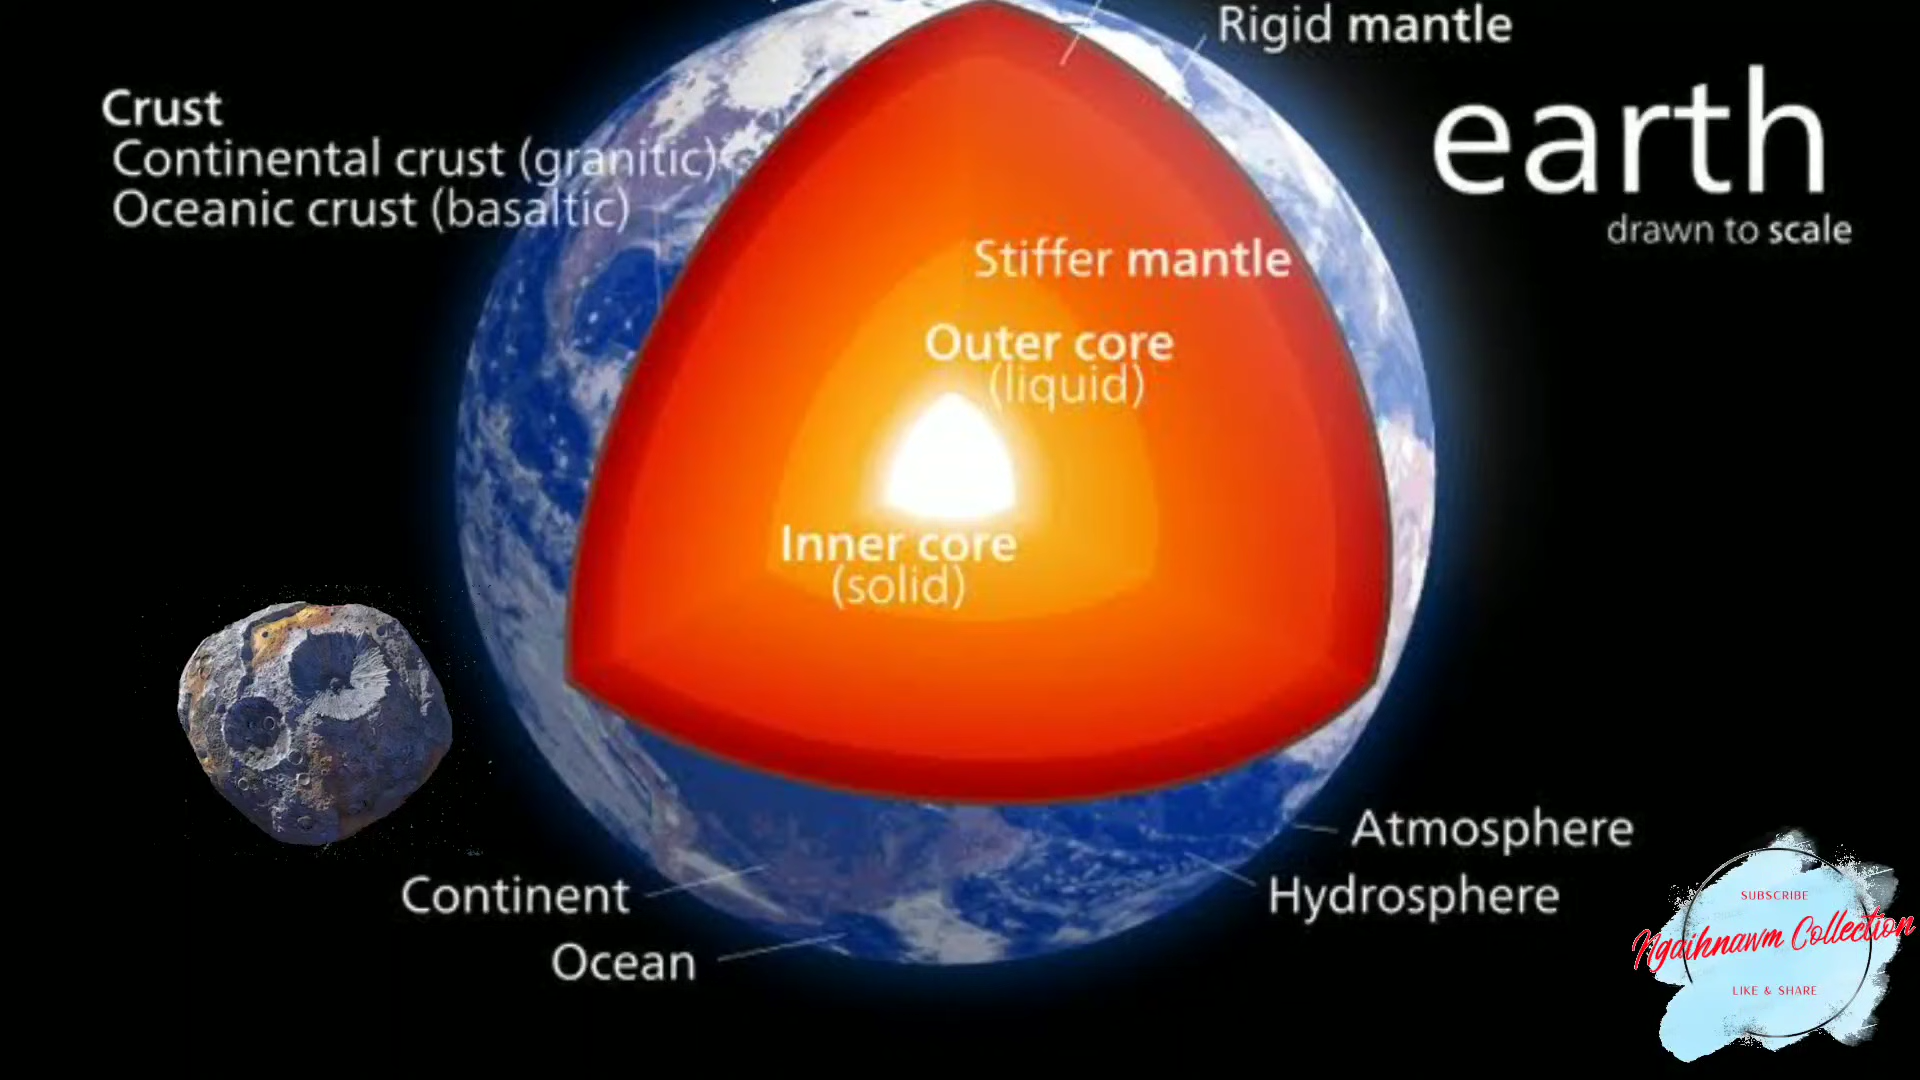 Rigid mantle
earth
drawn to scale
Crust
Continental crust (granitic)
Oceanic crust (basaltic)
Stiffer mantle
Outer core
(liquid)
Inner core
(solid)
Atmosphere
Hydrosphere
Continent
Ocean
SUBSCRIBE
Ngaihnawm Collection
LIKE & SHARE